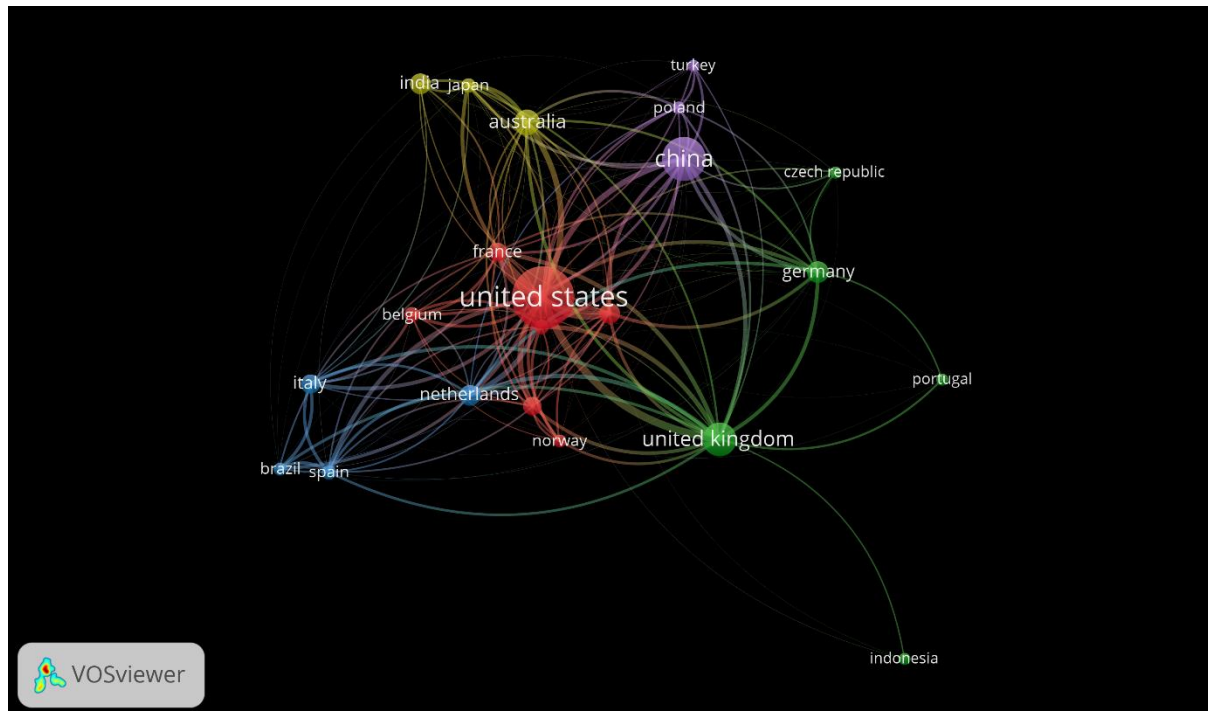 turkey
india
japan
poland
australia
china
czech republic
france
germany
united states
belgium
portugal
italy
netherlands
united kingdom
norway
brazil
spain
indonesia
VOSviewer